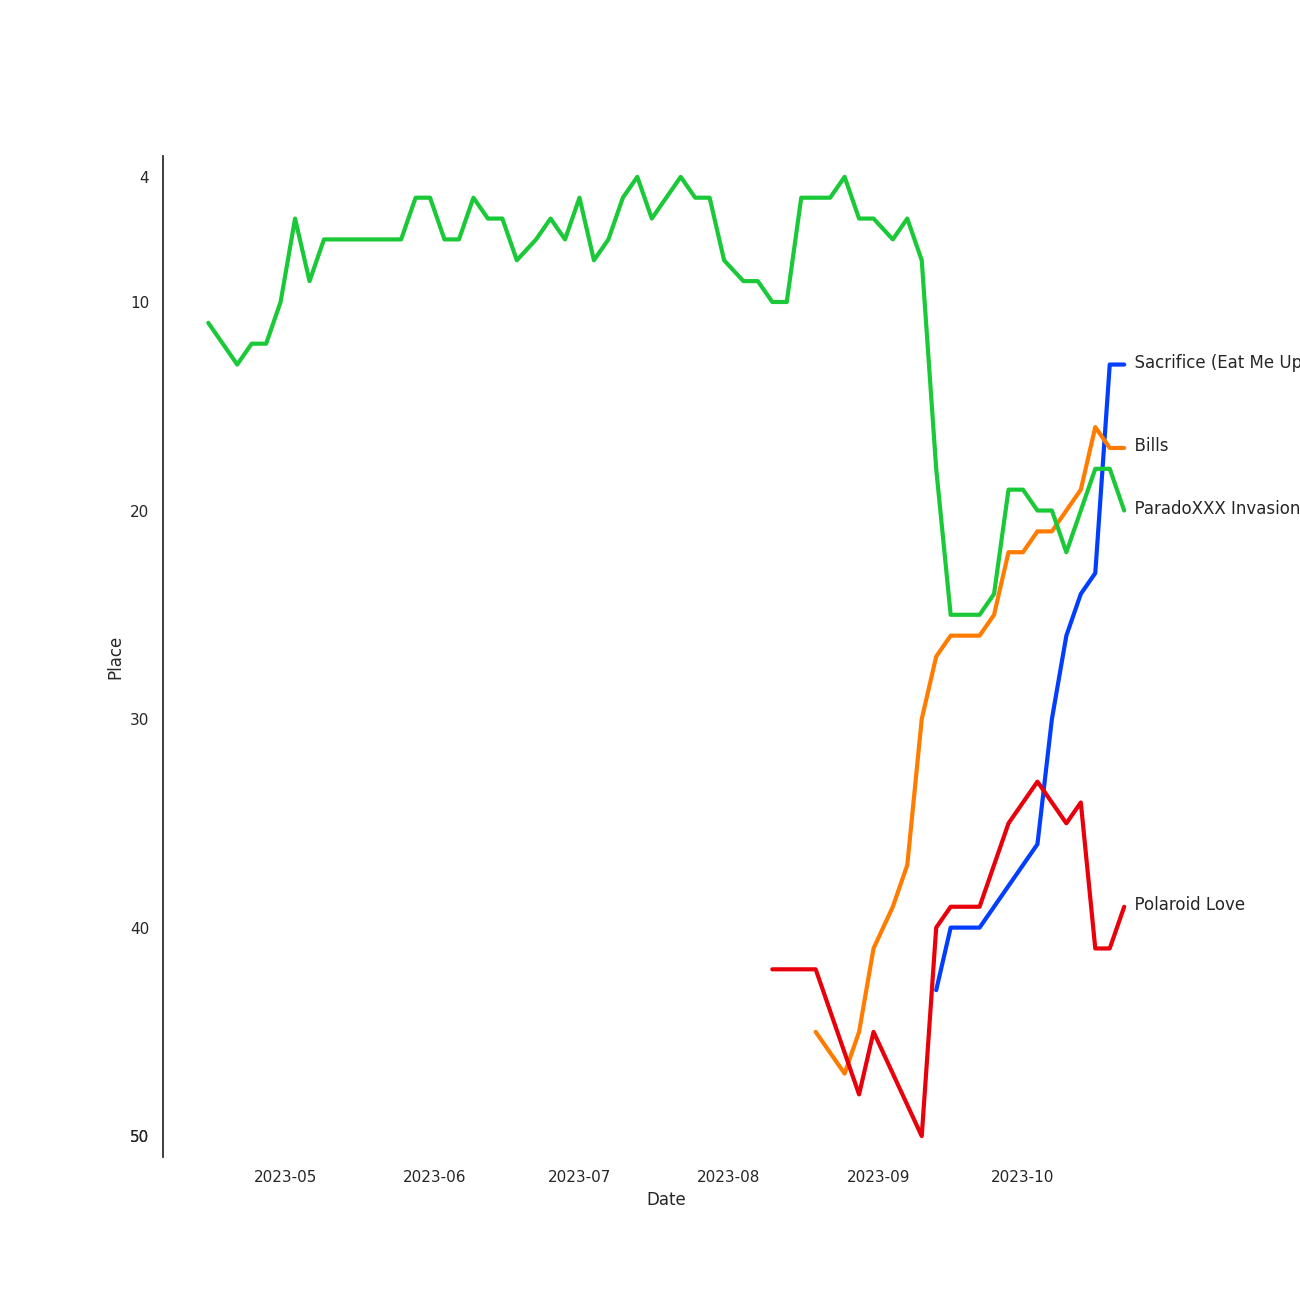 4
10
20
30
40
50
Place
2023-05
2023-06
2023-07
2023-08
2023-09
2023-10
Date
Sacrifice (Eat Me Up
Bills
ParadoXXX Invasion
Polaroid Love